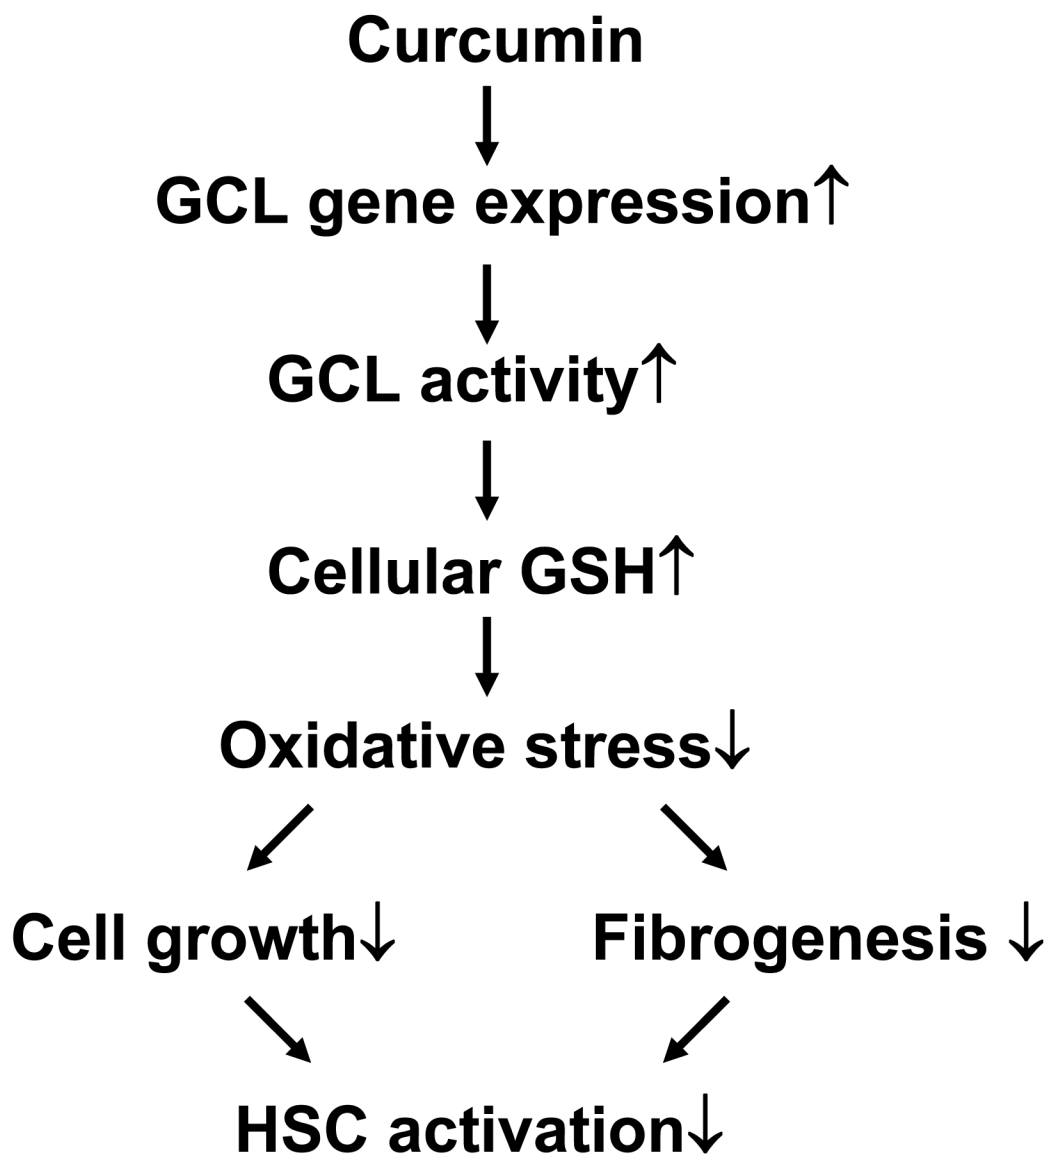 Curcumin
GCL gene expression↑
GCL activity↑
Cellular GSH↑
Oxidative stress↓
Cell growth↓ Fibrogenesis ↓
HSC activation↓